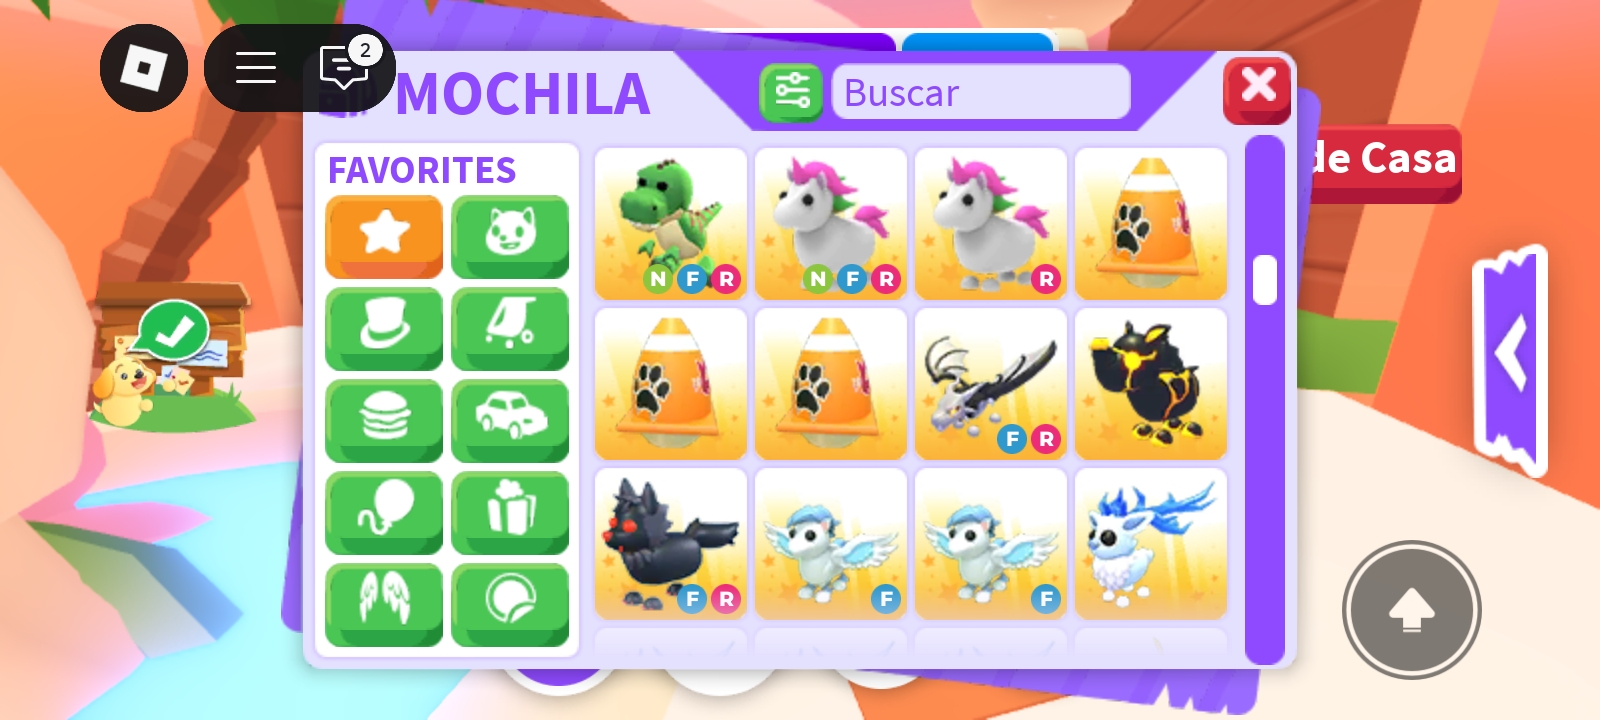 2
MOCHILA
Buscar
FAVORITES
de Casa
N F R
N F R
R
F R
F R
F
F